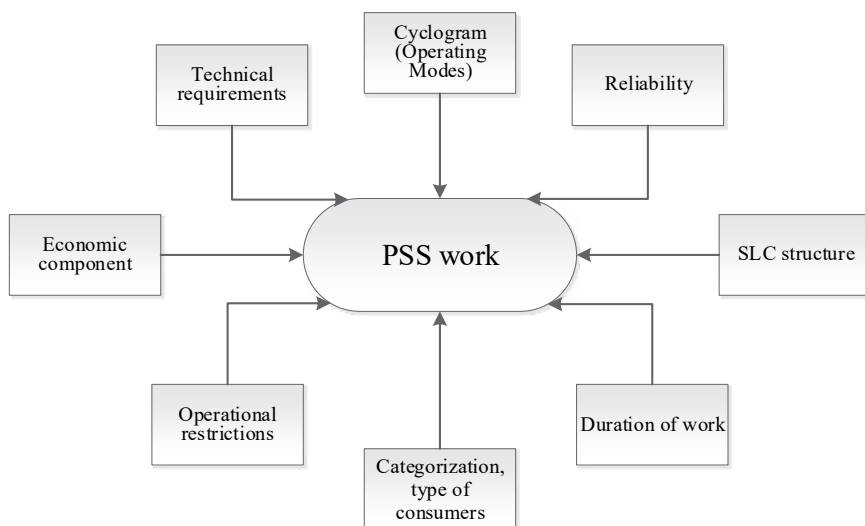 Cyclogram
(Operating
Modes)
Technical
requirements
Reliability
Economic
component
PSS work
SLC structure
Operational
restrictions
Categorization,
type of
consumers
Duration of work